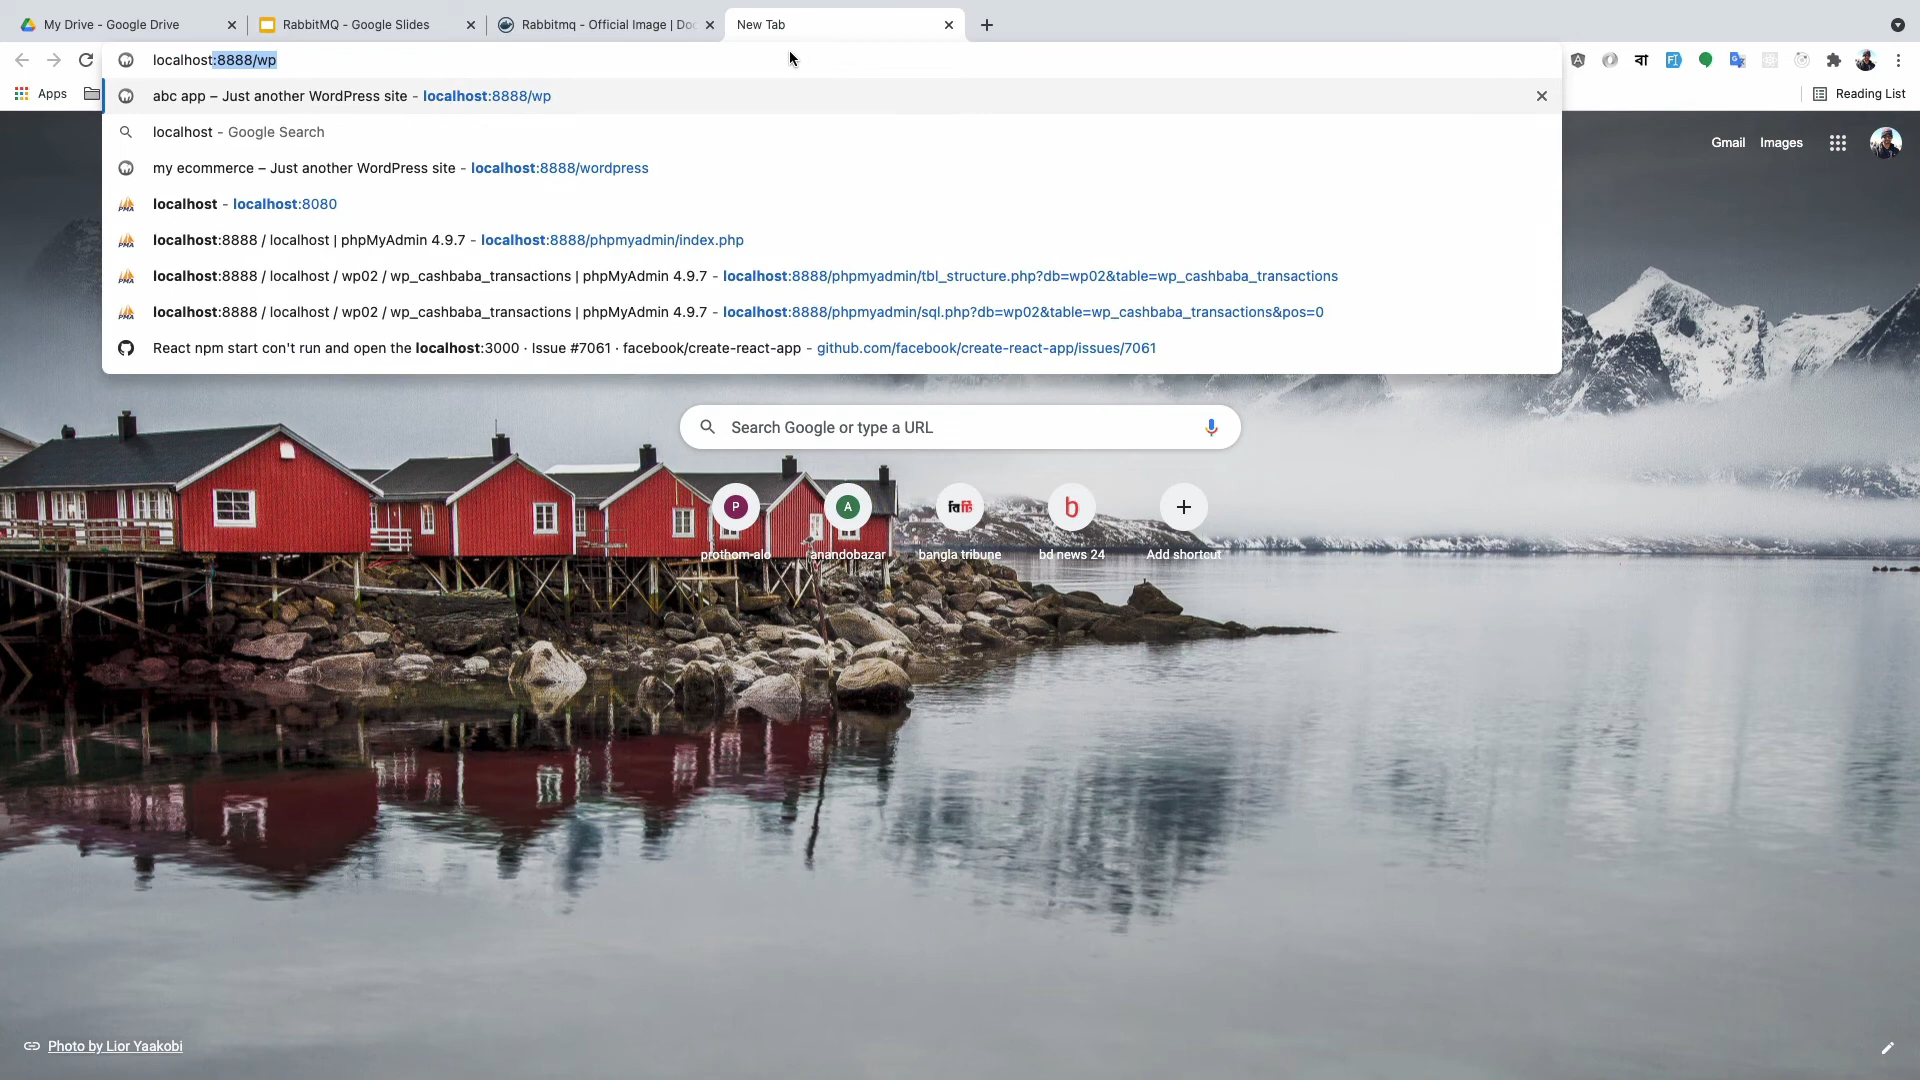 My Drive - Google Drive
RabbitMQ - Google Slides
Rabbitmq - Official Image | Doc
New Tab
localhost:8888/wp
বা
Apps
Reading List
abc app – Just another WordPress site - localhost:8888/wp
localhost - Google Search
my ecommerce – Just another WordPress site - localhost:8888/wordpress
localhost - localhost:8080
localhost:8888 / localhost | phpMyAdmin 4.9.7 - localhost:8888/phpmyadmin/index.php
localhost:8888 / localhost / wp02 / wp_cashbaba_transactions | phpMyAdmin 4.9.7 - localhost:8888/phpmyadmin/tbl_structure.php?db=wp02&table=wp_cashbaba_transactions
localhost:8888 / localhost / wp02 / wp_cashbaba_transactions | phpMyAdmin 4.9.7 - localhost:8888/phpmyadmin/sql.php?db=wp02&table=wp_cashbaba_transactions&pos=0
React npm start con't run and open the localhost:3000 · Issue #7061 · facebook/create-react-app - github.com/facebook/create-react-app/issues/7061
Gmail Images
Search Google or type a URL
P A b
prothom-alo
anandobazar
bangla tribune
bd news 24
Add shortcut
Photo by Lior Yaakobi